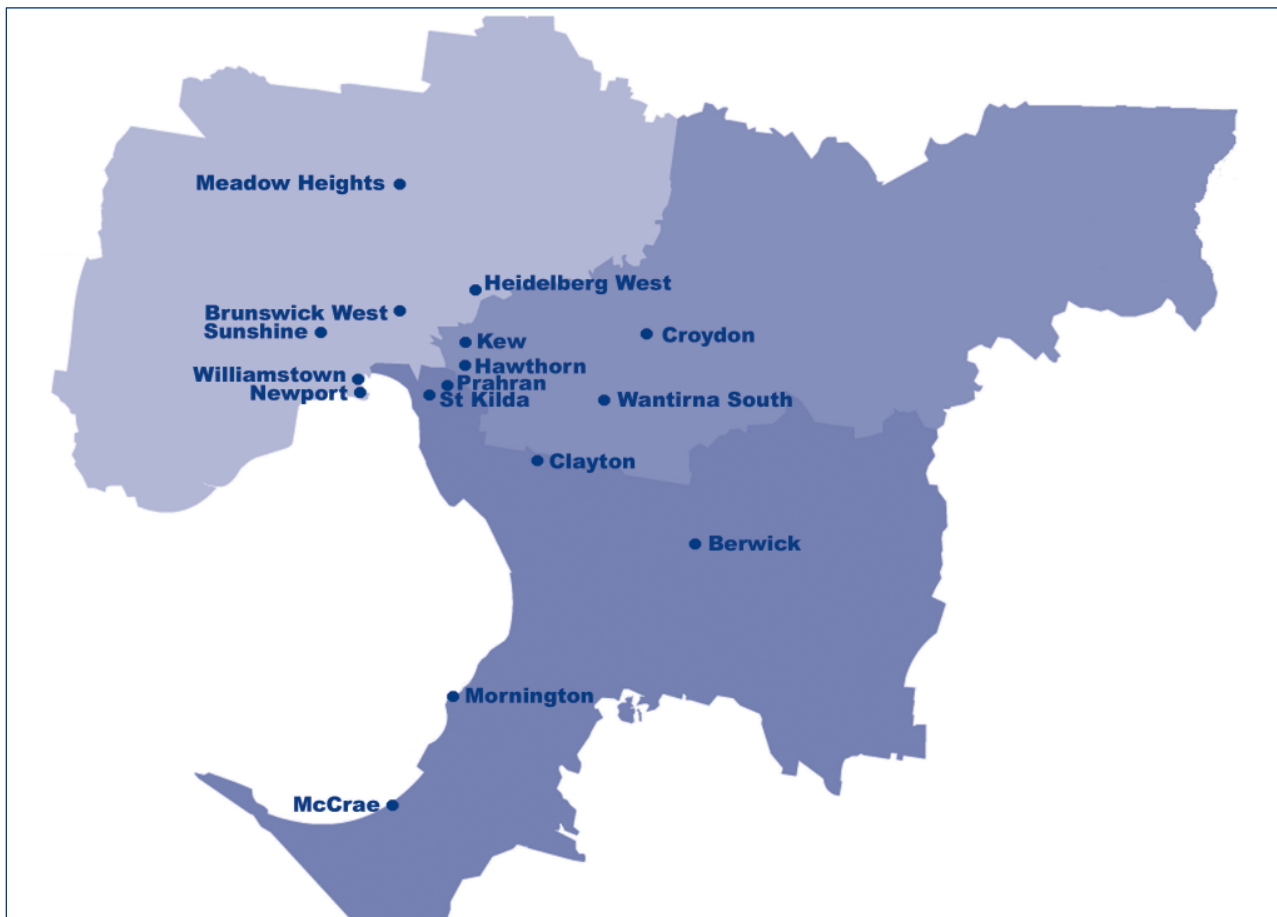 Meadow Heights
Heidelberg West
Brunswick West
Sunshine
Kew
Croydon
Hawthorn
Williamstown
Prahran
Newport
St Kilda
Wantirna South
Clayton
Berwick
Mornington
McCrae